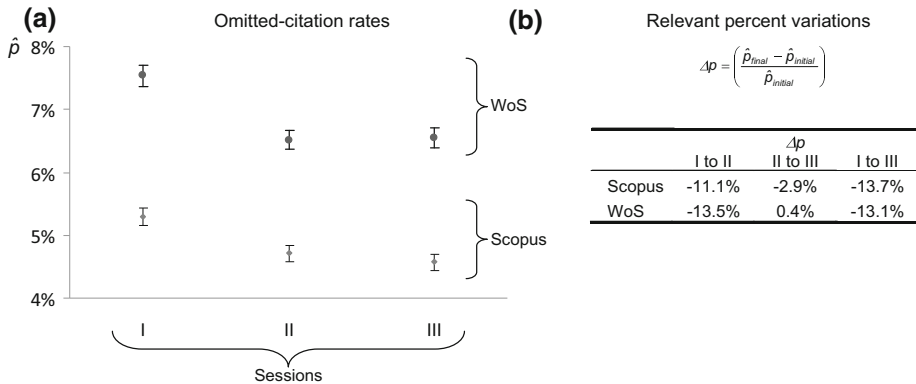 (a)
Omitted-citation rates
p̂
8%
7%
6%
5%
4%
WoS
Scopus
I II III
Sessions
(b)
Relevant percent variations
Δp = ( (p̂final − p̂initial) / p̂initial )
Δp
I to II II to III I to III
Scopus -11.1% -2.9% -13.7%
WoS -13.5% 0.4% -13.1%